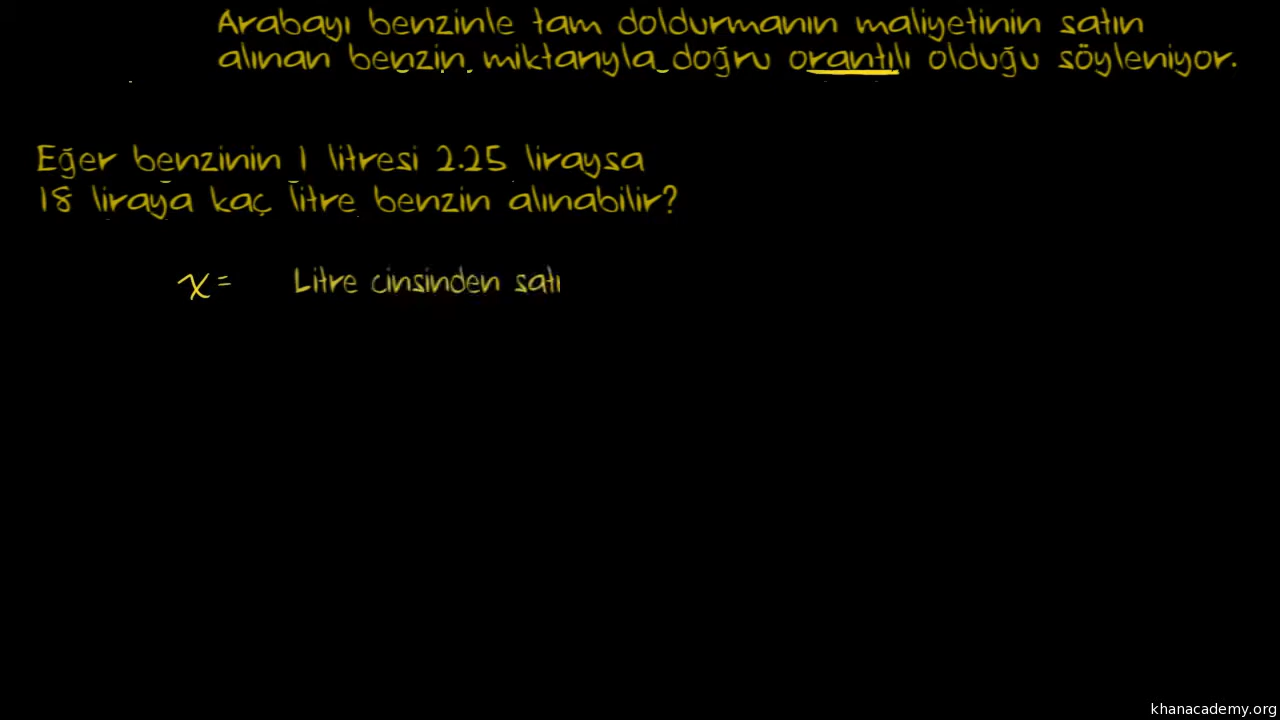 Arabayı benzinle tam doldurmanın maliyetinin satın
alınan benzin miktarıyla doğru orantılı olduğu söyleniyor.
Eğer benzinin 1 litresi 2.25 liraysa
18 liraya kaç litre benzin alınabilir?
x = Litre cinsinden satı
khanacademy.org